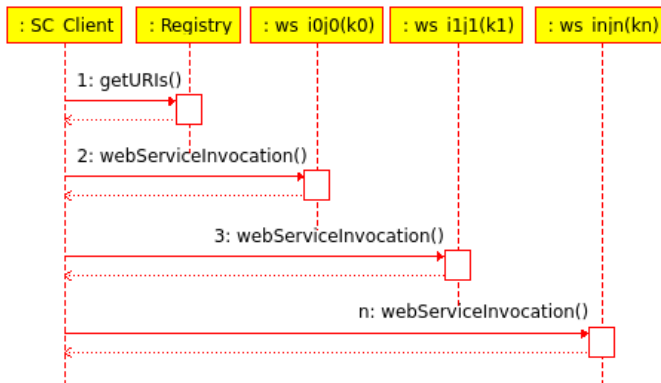 : SC Client : Registry : ws i0j0(k0) : ws i1j1(k1) : ws injn(kn)
1: getURIs()
2: webServiceInvocation()
3: webServiceInvocation()
n: webServiceInvocation()